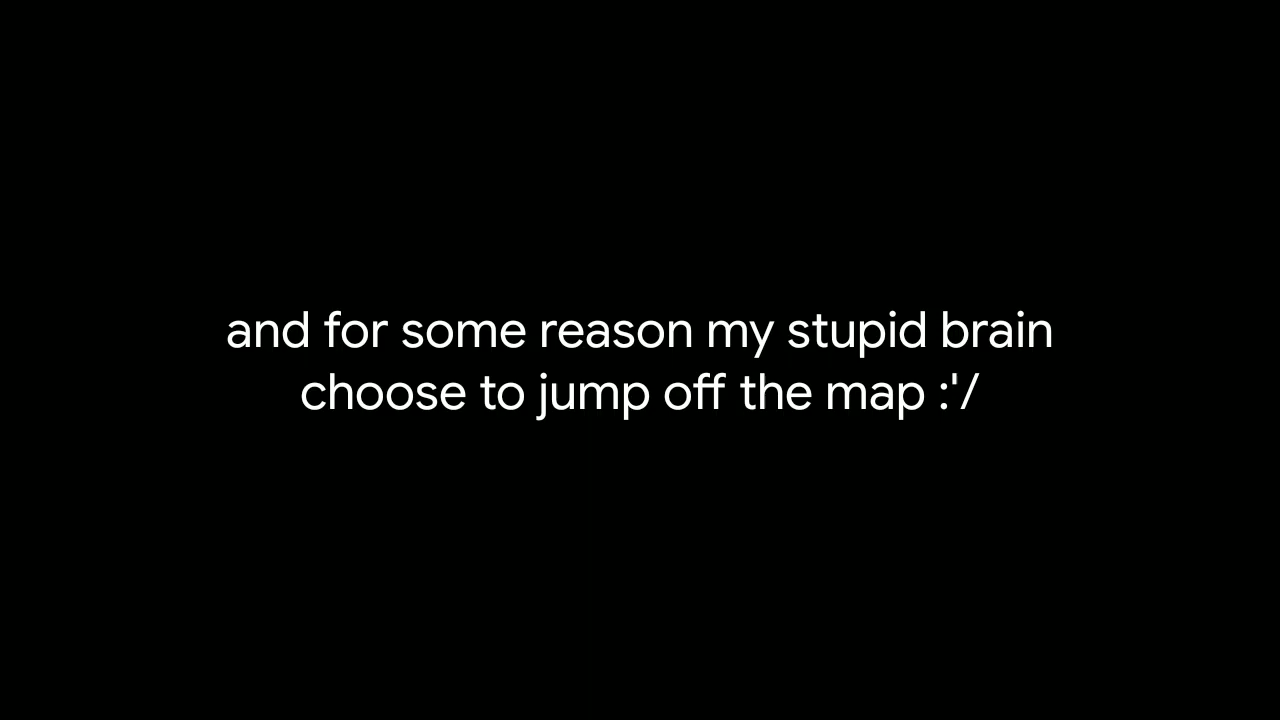 and for some reason my stupid brain
choose to jump off the map :'/